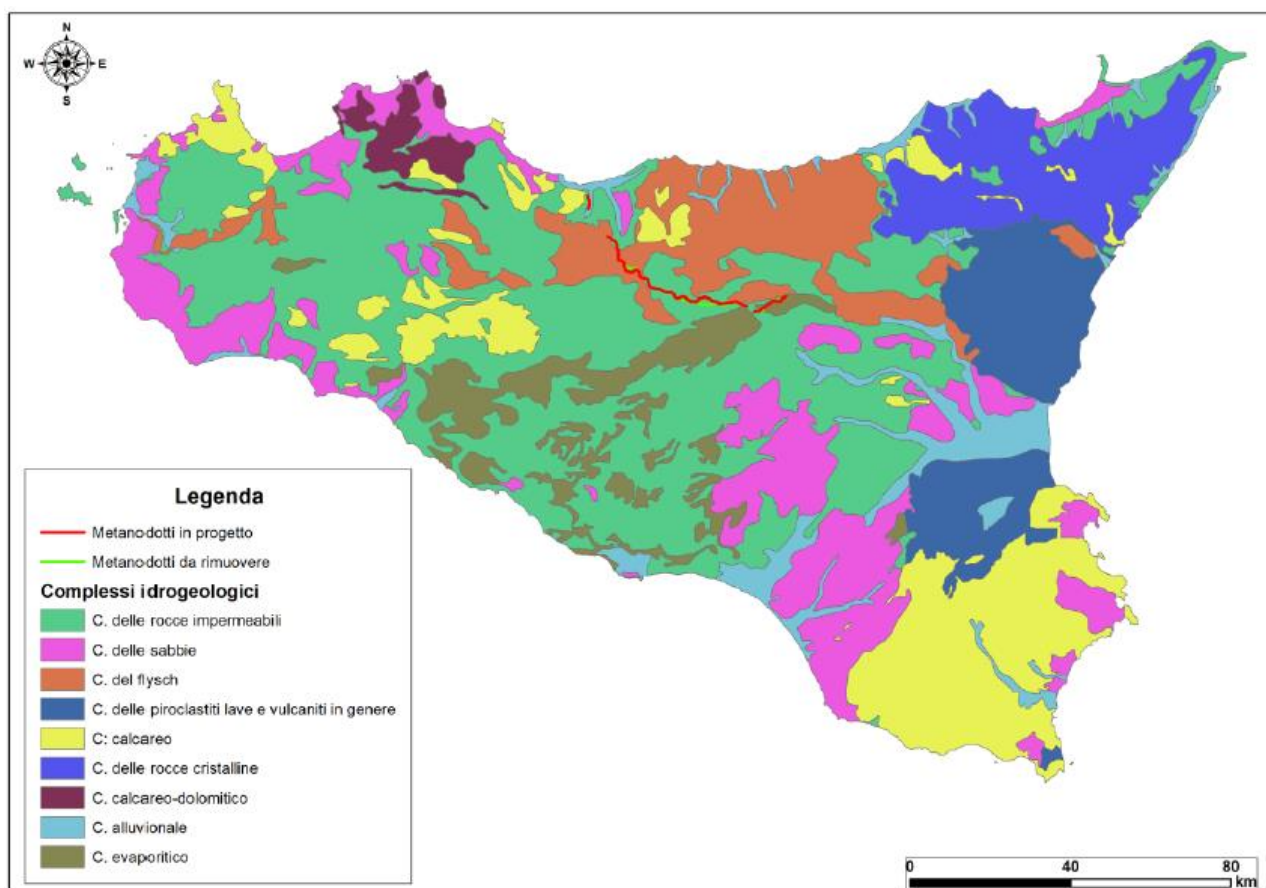 N
W E
S
Legenda
Metanodotti in progetto
Metanodotti da rimuovere
Complessi idrogeologici
C. delle rocce impermeabili
C. delle sabbie
C. del flysch
C. delle piroclastiti lave e vulcaniti in genere
C: calcareo
C. delle rocce cristalline
C. calcareo-dolomitico
C. alluvionale
C. evaporitico
0 40 80
km